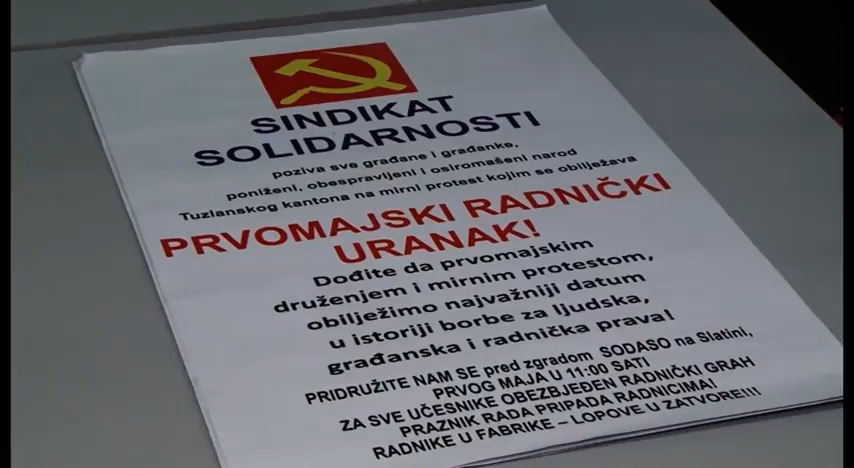 SINDIKAT
SOLIDARNOSTI
poziva sve građane i građanke,
poniženi, obespravljeni i osiromašeni narod
Tuzlanskog kantona na mirni protest kojim se obilježava
PRVOMAJSKI RADNIČKI
URANAK!
Dođite da prvomajskim
druženjem i mirnim protestom,
obilježimo najvažniji datum
u istoriji borbe za ljudska,
građanska i radnička prava!
PRIDRUŽITE NAM SE pred zgradom SODASO na Slatini,
PRVOG MAJA U 11:00 SATI
ZA SVE UČESNIKE OBEZBJEĐEN RADNIČKI GRAH
PRAZNIK RADA PRIPADA RADNICIMA!
RADNIKE U FABRIKE – LOPOVE U ZATVORE!!!